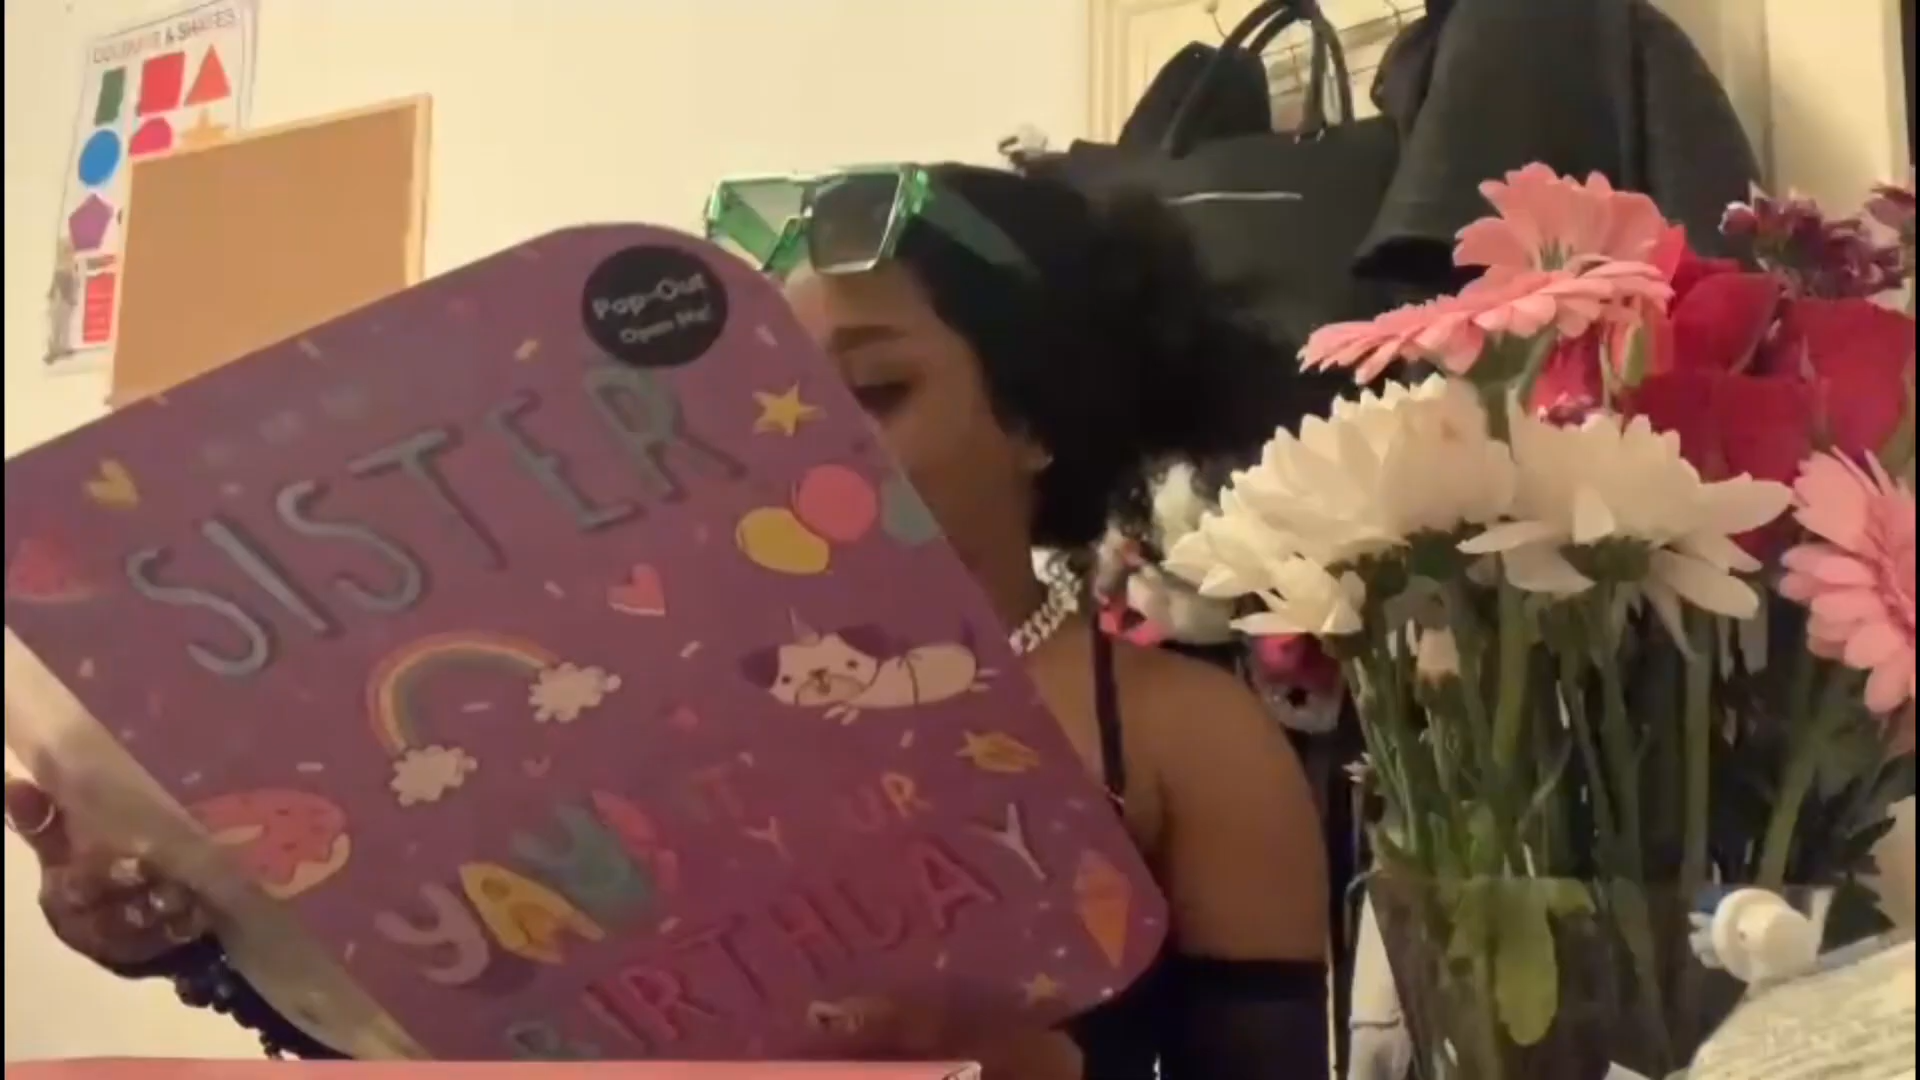 COLOURS & SHAPES
Pop-Out
Open Me!
SISTER
YAY IT'S
YOUR
BIRTHDAY